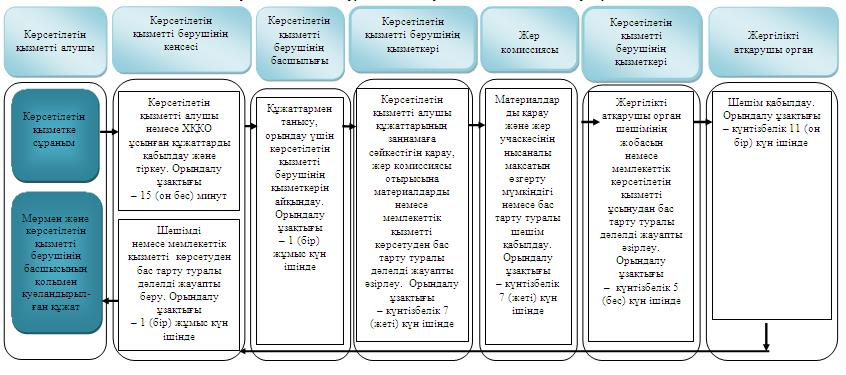 Көрсетілетін
қызметті алушы
Көрсетілетін
қызметті берушінің
кеңсесі
Көрсетілетін
қызметті
берушінің
басшылығы
Көрсетілетін
қызметті берушінің
қызметкері
Жер
комиссиясы
Көрсетілетін
қызметті
берушінің
қызметкері
Жергілікті
атқарушы орган
Көрсетілетін
қызметке
сұраным
Мөрмен және
көрсетілетін
қызметті
берушінің
басшысының
қолымен
куәландырыл-
ған құжат
Көрсетілетін
қызметті алушы
немесе ХҚКО
ұсынған құжаттарды
қабылдау және
тіркеу. Орындалу
ұзақтығы
– 15 (он бес) минут
Шешімді
немесе мемлекеттік
қызметті көрсетуден
бас тарту туралы
дәлелді жауапты
беру. Орындалу
ұзақтығы
– 1 (бір) жұмыс күн
ішінде
Құжаттармен
танысу,
орындау үшін
көрсетілетін
қызметті
берушінің
қызметкерін
айқындау.
Орындалу
ұзақтығы
– 1 (бір)
жұмыс күн
ішінде
Көрсетілетін
қызметті алушы
құжаттарының
заңнамаға
сәйкестігін қарау,
жер комиссиясы
отырысына
материалдарды
немесе
мемлекеттік
қызметті
көрсетуден бас
тарту туралы
дәлелді жауапты
әзірлеу. Орындалу
ұзақтығы
– күнтізбелік 7
(жеті) күн ішінде
Материалдар
ды қарау
және жер
учаскесінің
нысаналы
мақсатын
өзгерту
мүмкіндігі
немесе бас
тарту туралы
шешім
қабылдау.
Орындалу
ұзақтығы
– күнтізбелік
7 (жеті) күн
ішінде
Жергілікті
атқарушы орган
шешімінің
жобасын
немесе
мемлекеттік
көрсетілетін
қызметті
ұсынудан бас
тарту туралы
дәлелді жауапты
әзірлеу.
Орындалу
ұзақтығы
– күнтізбелік 5
(бес) күн ішінде
Шешім қабылдау.
Орындалу ұзақтығы
– күнтізбелік 11 (он
бір) күн ішінде